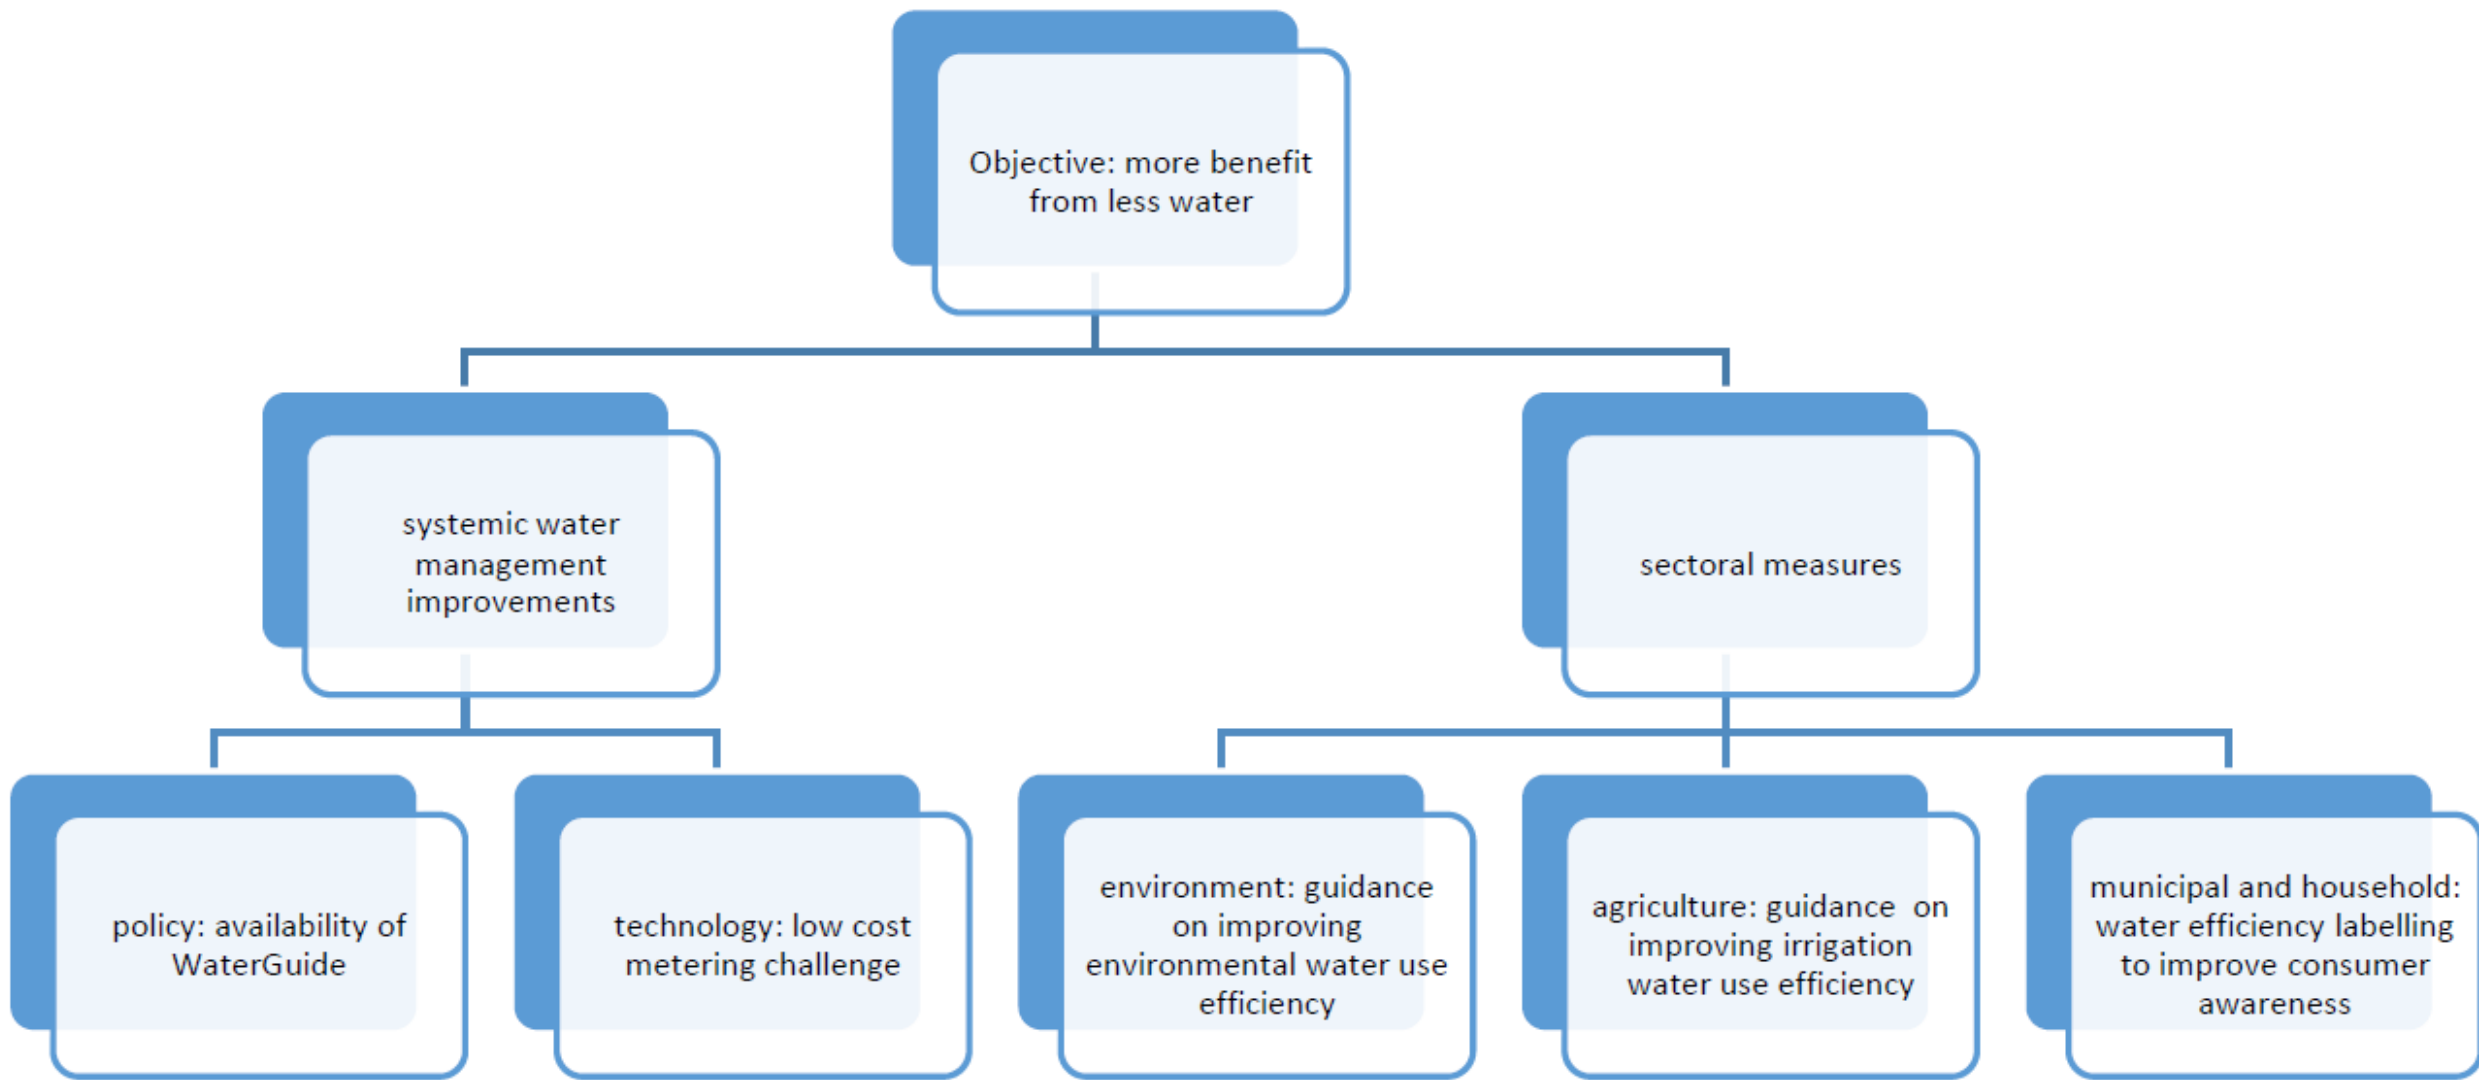 Objective: more benefit
from less water
systemic water
management
improvements
sectoral measures
policy: availability of
WaterGuide
technology: low cost
metering challenge
environment: guidance
on improving
environmental water use
efficiency
agriculture: guidance  on
improving irrigation
water use efficiency
municipal and household:
water efficiency labelling
to improve consumer
awareness